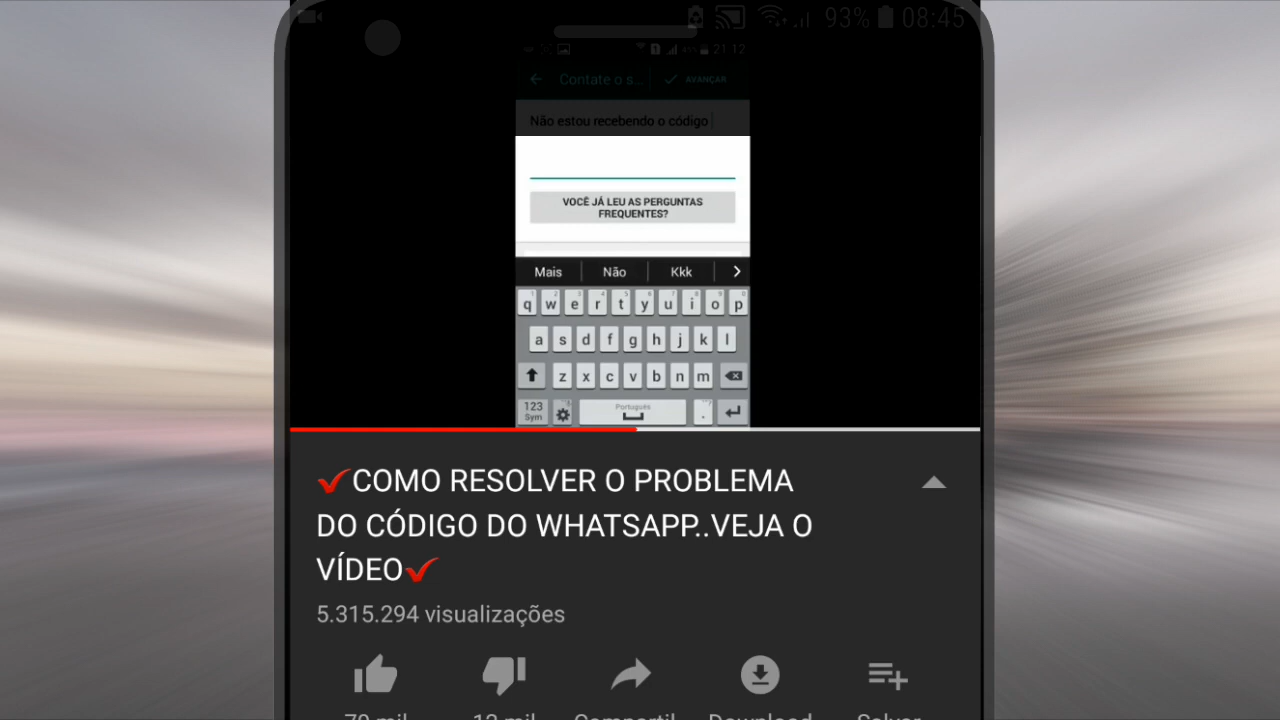 93% 08:45
21:12
Contate o s... AVANÇAR
Não estou recebendo o código
VOCÊ JÁ LEU AS PERGUNTAS
FREQUENTES?
Mais Não Kkk
q w e r t y u i o p
a s d f g h j k l
z x c v b n m
123 Português .
Sym
COMO RESOLVER O PROBLEMA
DO CÓDIGO DO WHATSAPP..VEJA O
VÍDEO
5.315.294 visualizações